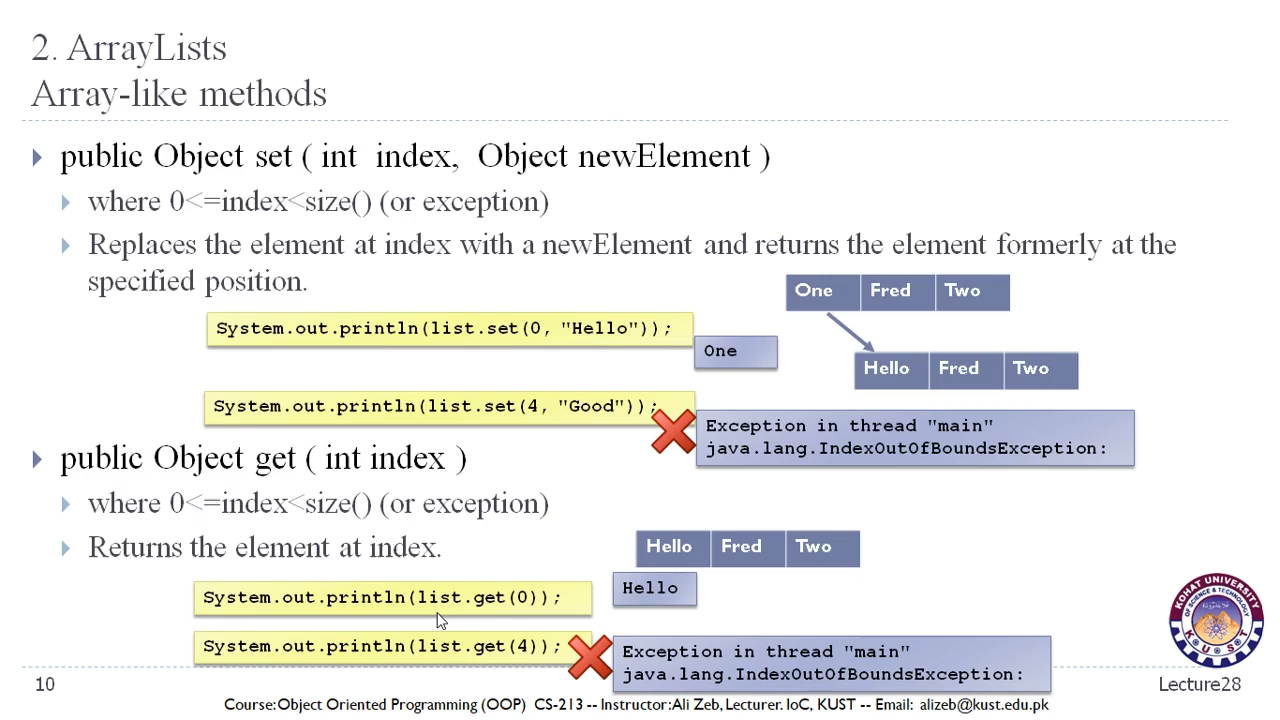 2. ArrayLists
Array-like methods
public Object set ( int index, Object newElement )
where 0<=index<size() (or exception)
Replaces the element at index with a newElement and returns the element formerly at the
specified position.
One Fred Two
System.out.println(list.set(0, "Hello"));
One
Hello Fred Two
System.out.println(list.set(4, "Good"));
Exception in thread "main"
java.lang.IndexOutOfBoundsException:
public Object get ( int index )
where 0<=index<size() (or exception)
Returns the element at index.
Hello Fred Two
System.out.println(list.get(0));
Hello
System.out.println(list.get(4));
Exception in thread "main"
java.lang.IndexOutOfBoundsException:
KOHAT UNIVERSITY
OF SCIENCE & TECHNOLOGY
K U S T
10
Lecture28
Course:Object Oriented Programming (OOP) CS-213 -- Instructor:Ali Zeb, Lecturer. IoC, KUST -- Email: alizeb@kust.edu.pk